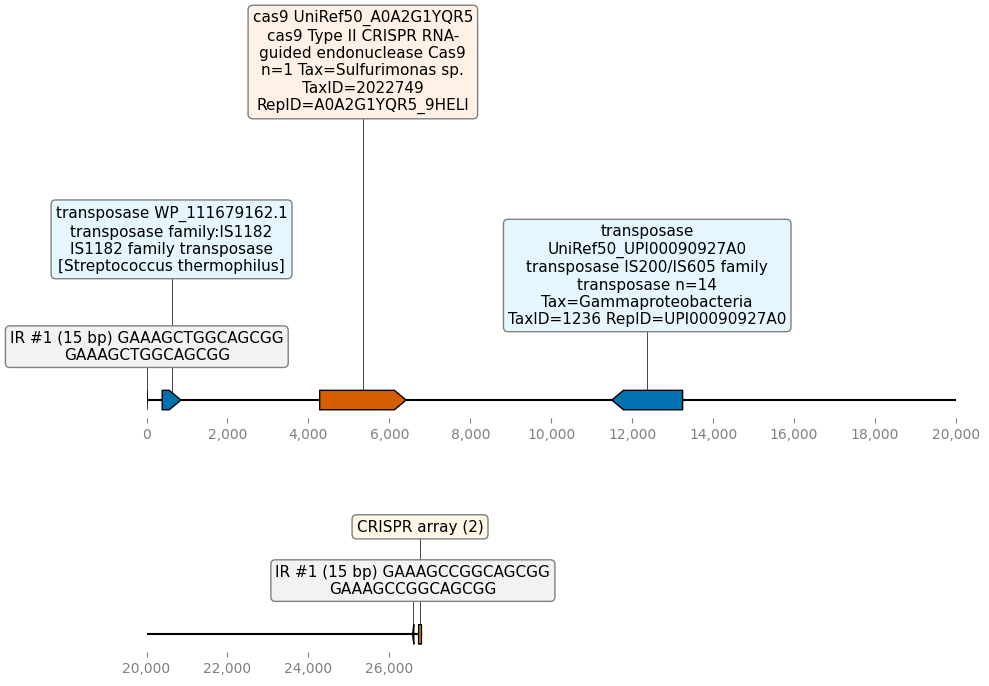 cas9 UniRef50_A0A2G1YQR5
cas9 Type II CRISPR RNA-
guided endonuclease Cas9
n=1 Tax=Sulfurimonas sp.
TaxID=2022749
RepID=A0A2G1YQR5_9HELI
transposase WP_111679162.1
transposase family:IS1182
IS1182 family transposase
[Streptococcus thermophilus]
transposase
UniRef50_UPI00090927A0
transposase IS200/IS605 family
transposase n=14
Tax=Gammaproteobacteria
TaxID=1236 RepID=UPI00090927A0
IR #1 (15 bp) GAAAGCTGGCAGCGG
GAAAGCTGGCAGCGG
0 2,000 4,000 6,000 8,000 10,000 12,000 14,000 16,000 18,000 20,000
CRISPR array (2)
IR #1 (15 bp) GAAAGCCGGCAGCGG
GAAAGCCGGCAGCGG
20,000 22,000 24,000 26,000